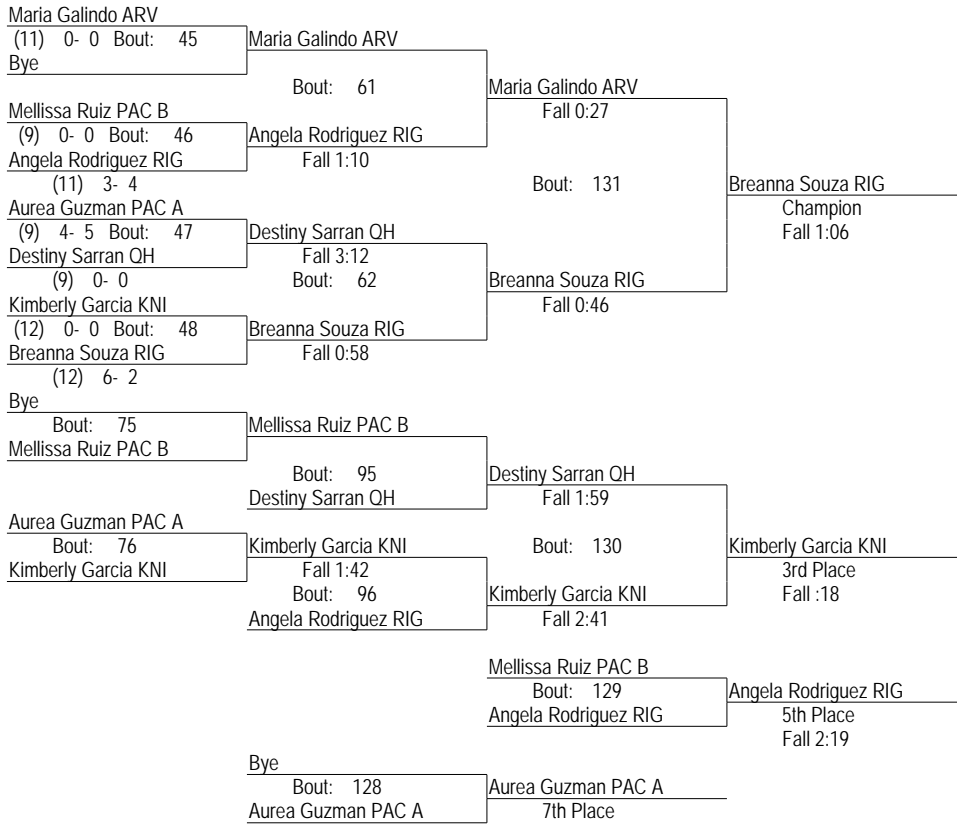 Maria Galindo ARV
(11) 0- 0 Bout: 45
Maria Galindo ARV
Bye
Bout: 61
Maria Galindo ARV
Fall 0:27
Mellissa Ruiz PAC B
(9) 0- 0 Bout: 46
Angela Rodriguez RIG
Angela Rodriguez RIG
Fall 1:10
(11) 3- 4
Bout: 131
Breanna Souza RIG
Champion
Fall 1:06
Aurea Guzman PAC A
(9) 4- 5 Bout: 47
Destiny Sarran QH
Destiny Sarran QH
Fall 3:12
(9) 0- 0
Bout: 62
Breanna Souza RIG
Fall 0:46
Kimberly Garcia KNI
(12) 0- 0 Bout: 48
Breanna Souza RIG
Breanna Souza RIG
Fall 0:58
(12) 6- 2
Bye
Bout: 75
Mellissa Ruiz PAC B
Mellissa Ruiz PAC B
Bout: 95
Destiny Sarran QH
Destiny Sarran QH
Fall 1:59
Aurea Guzman PAC A
Bout: 76
Kimberly Garcia KNI
Kimberly Garcia KNI
Fall 1:42
Bout: 130
Kimberly Garcia KNI
3rd Place
Fall :18
Bout: 96
Kimberly Garcia KNI
Angela Rodriguez RIG
Fall 2:41
Mellissa Ruiz PAC B
Bout: 129
Angela Rodriguez RIG
Angela Rodriguez RIG
5th Place
Fall 2:19
Bye
Bout: 128
Aurea Guzman PAC A
Aurea Guzman PAC A
7th Place